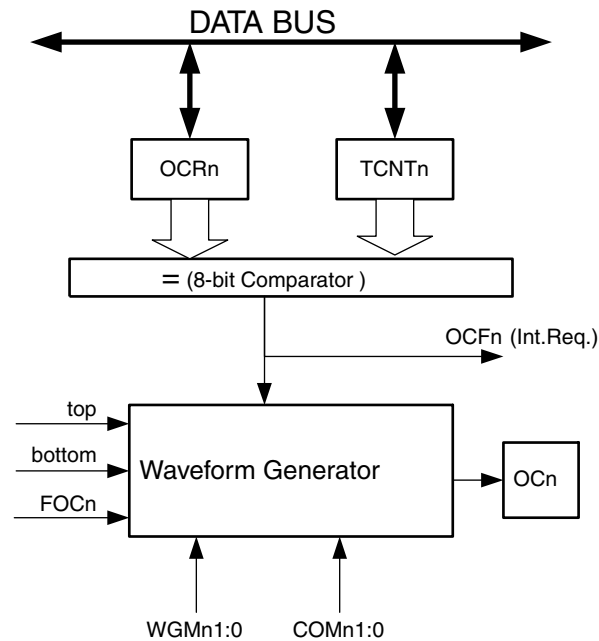 DATA BUS
OCRn
TCNTn
= (8-bit Comparator )
OCFn (Int.Req.)
top
bottom
FOCn
Waveform Generator
OCn
WGMn1:0
COMn1:0